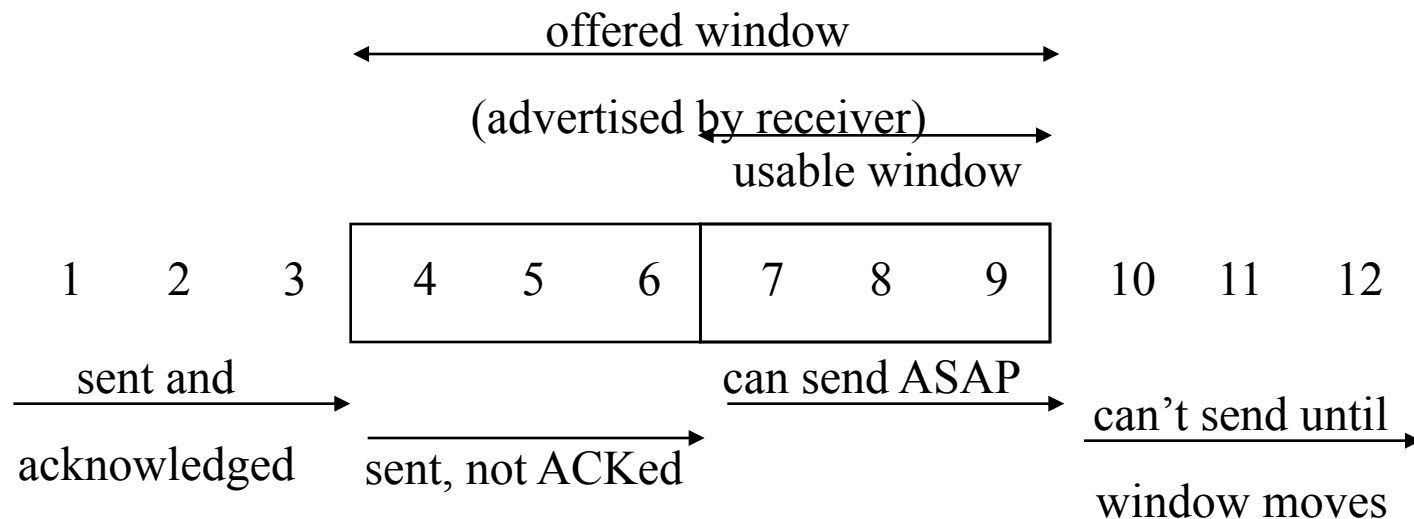 offered window
(advertised by receiver)
usable window
1 2 3 4 5 6 7 8 9 10 11 12
sent and
acknowledged
sent, not ACKed
can send ASAP
can’t send until
window moves